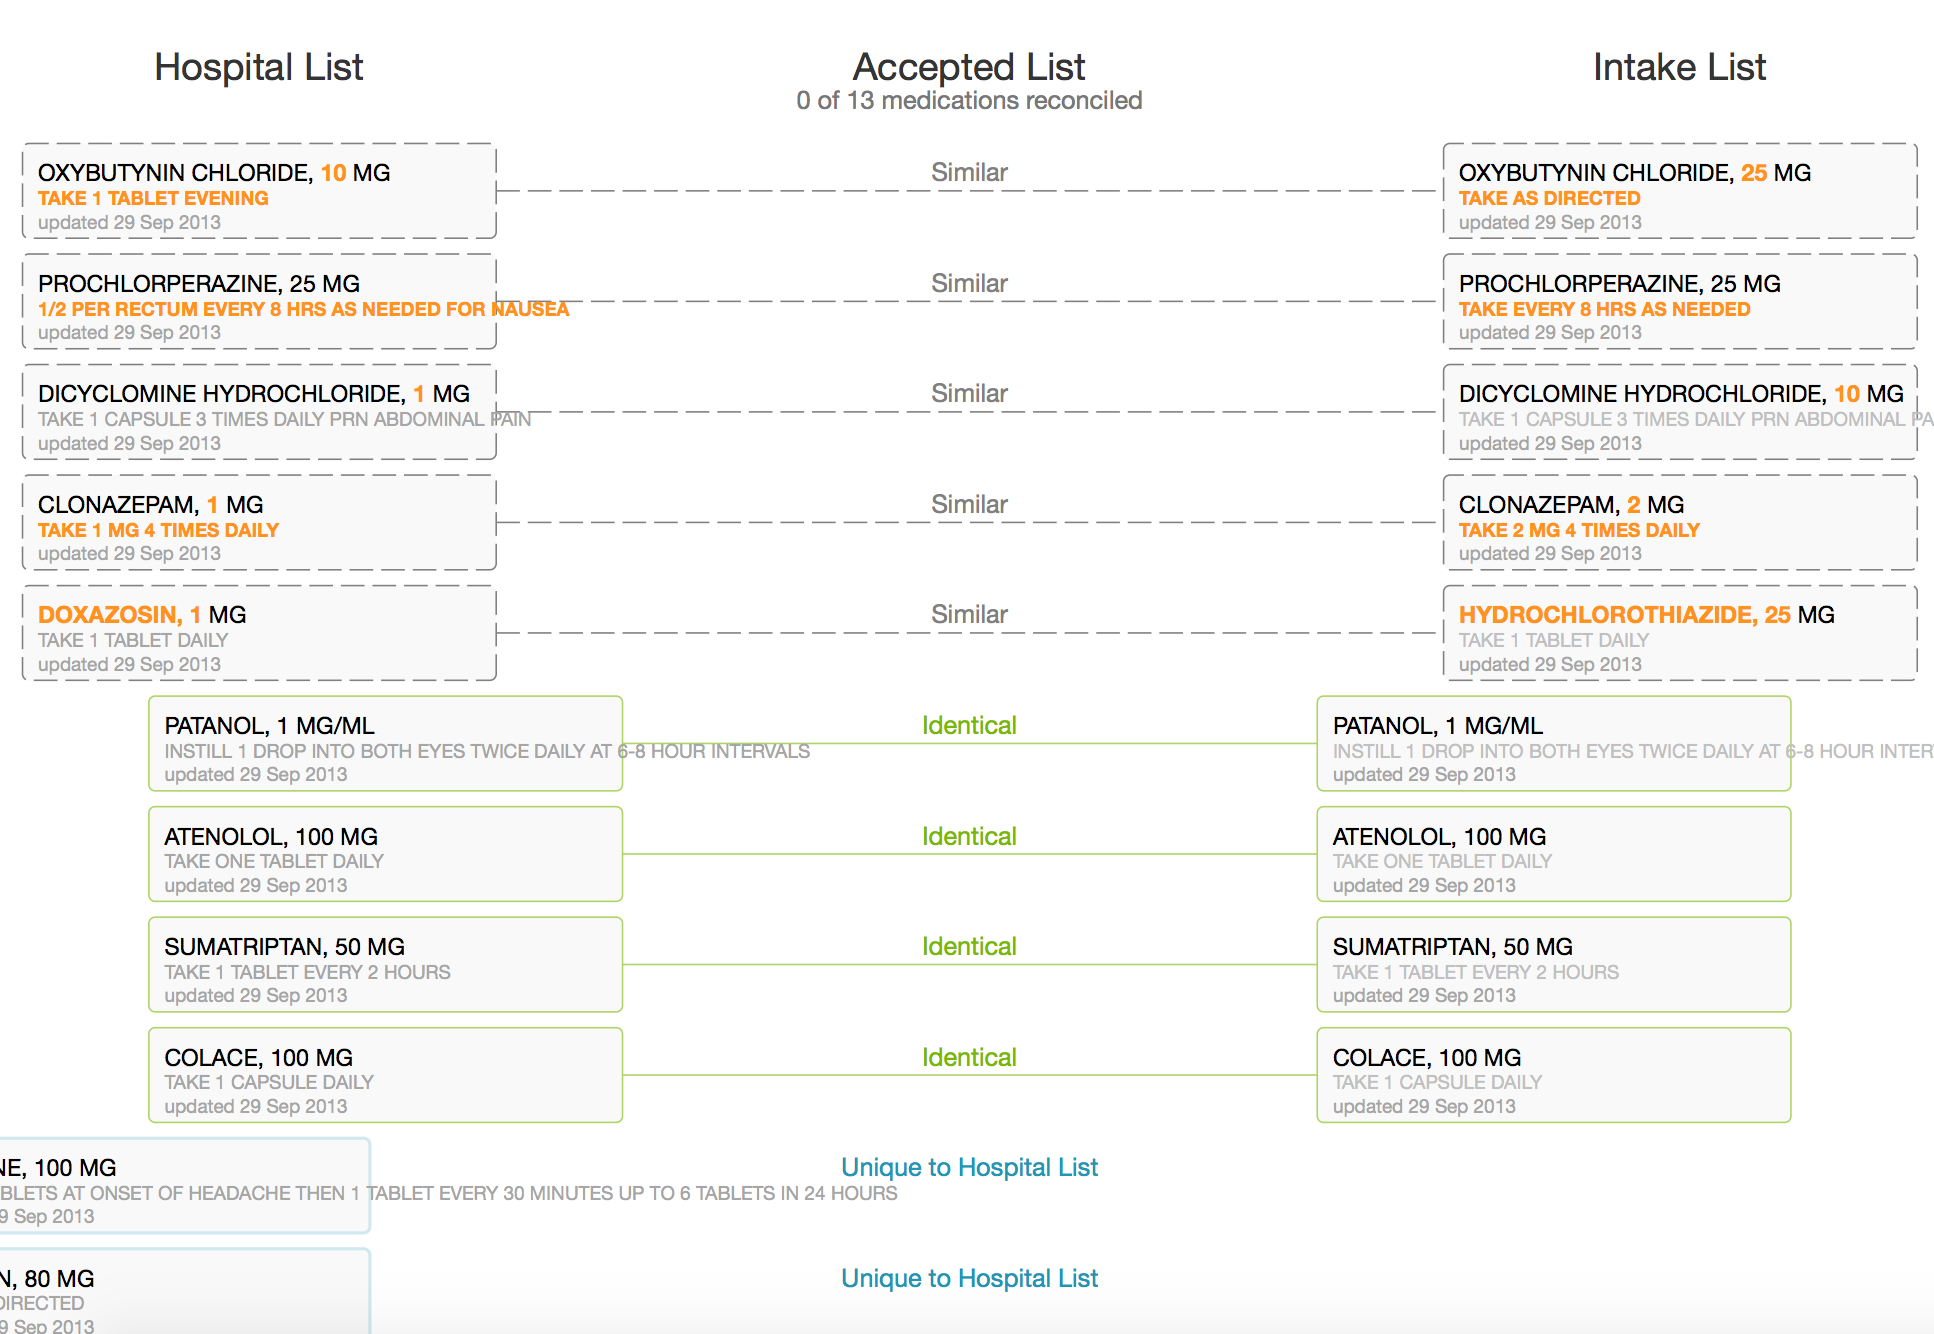 Hospital List
Accepted List
Intake List
0 of 13 medications reconciled
OXYBUTYNIN CHLORIDE, 10 MG
TAKE 1 TABLET EVENING
updated 29 Sep 2013
Similar
OXYBUTYNIN CHLORIDE, 25 MG
TAKE AS DIRECTED
updated 29 Sep 2013
PROCHLORPERAZINE, 25 MG
1/2 PER RECTUM EVERY 8 HRS AS NEEDED FOR NAUSEA
updated 29 Sep 2013
Similar
PROCHLORPERAZINE, 25 MG
TAKE EVERY 8 HRS AS NEEDED
updated 29 Sep 2013
DICYCLOMINE HYDROCHLORIDE, 1 MG
TAKE 1 CAPSULE 3 TIMES DAILY PRN ABDOMINAL PAIN
updated 29 Sep 2013
Similar
DICYCLOMINE HYDROCHLORIDE, 10 MG
TAKE 1 CAPSULE 3 TIMES DAILY PRN ABDOMINAL PA
updated 29 Sep 2013
CLONAZEPAM, 1 MG
TAKE 1 MG 4 TIMES DAILY
updated 29 Sep 2013
Similar
CLONAZEPAM, 2 MG
TAKE 2 MG 4 TIMES DAILY
updated 29 Sep 2013
DOXAZOSIN, 1 MG
TAKE 1 TABLET DAILY
updated 29 Sep 2013
Similar
HYDROCHLOROTHIAZIDE, 25 MG
TAKE 1 TABLET DAILY
updated 29 Sep 2013
PATANOL, 1 MG/ML
INSTILL 1 DROP INTO BOTH EYES TWICE DAILY AT 6-8 HOUR INTERVALS
updated 29 Sep 2013
Identical
PATANOL, 1 MG/ML
INSTILL 1 DROP INTO BOTH EYES TWICE DAILY AT 6-8 HOUR INTER
updated 29 Sep 2013
ATENOLOL, 100 MG
TAKE ONE TABLET DAILY
updated 29 Sep 2013
Identical
ATENOLOL, 100 MG
TAKE ONE TABLET DAILY
updated 29 Sep 2013
SUMATRIPTAN, 50 MG
TAKE 1 TABLET EVERY 2 HOURS
updated 29 Sep 2013
Identical
SUMATRIPTAN, 50 MG
TAKE 1 TABLET EVERY 2 HOURS
updated 29 Sep 2013
COLACE, 100 MG
TAKE 1 CAPSULE DAILY
updated 29 Sep 2013
Identical
COLACE, 100 MG
TAKE 1 CAPSULE DAILY
updated 29 Sep 2013
NE, 100 MG
BLETS AT ONSET OF HEADACHE THEN 1 TABLET EVERY 30 MINUTES UP TO 6 TABLETS IN 24 HOURS
9 Sep 2013
Unique to Hospital List
N, 80 MG
DIRECTED
9 Sep 2013
Unique to Hospital List